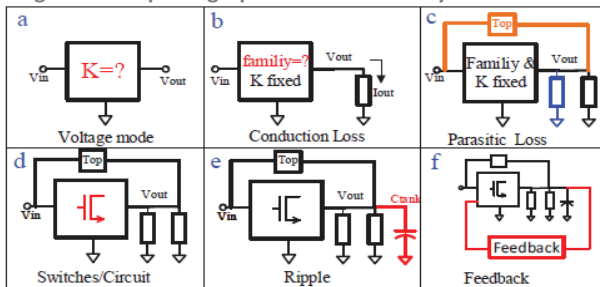 a
Vin
K=?
Vout
Voltage mode
b
Vin
familiy=?
K fixed
Vout
Iout
Conduction Loss
c
Top
Vin
Familiy &
K fixed
Vout
Parasitic Loss
d
Top
Vin
Vout
Switches/Circuit
e
Top
Vin
Vout
Ctank
Ripple
f
Feedback
Feedback